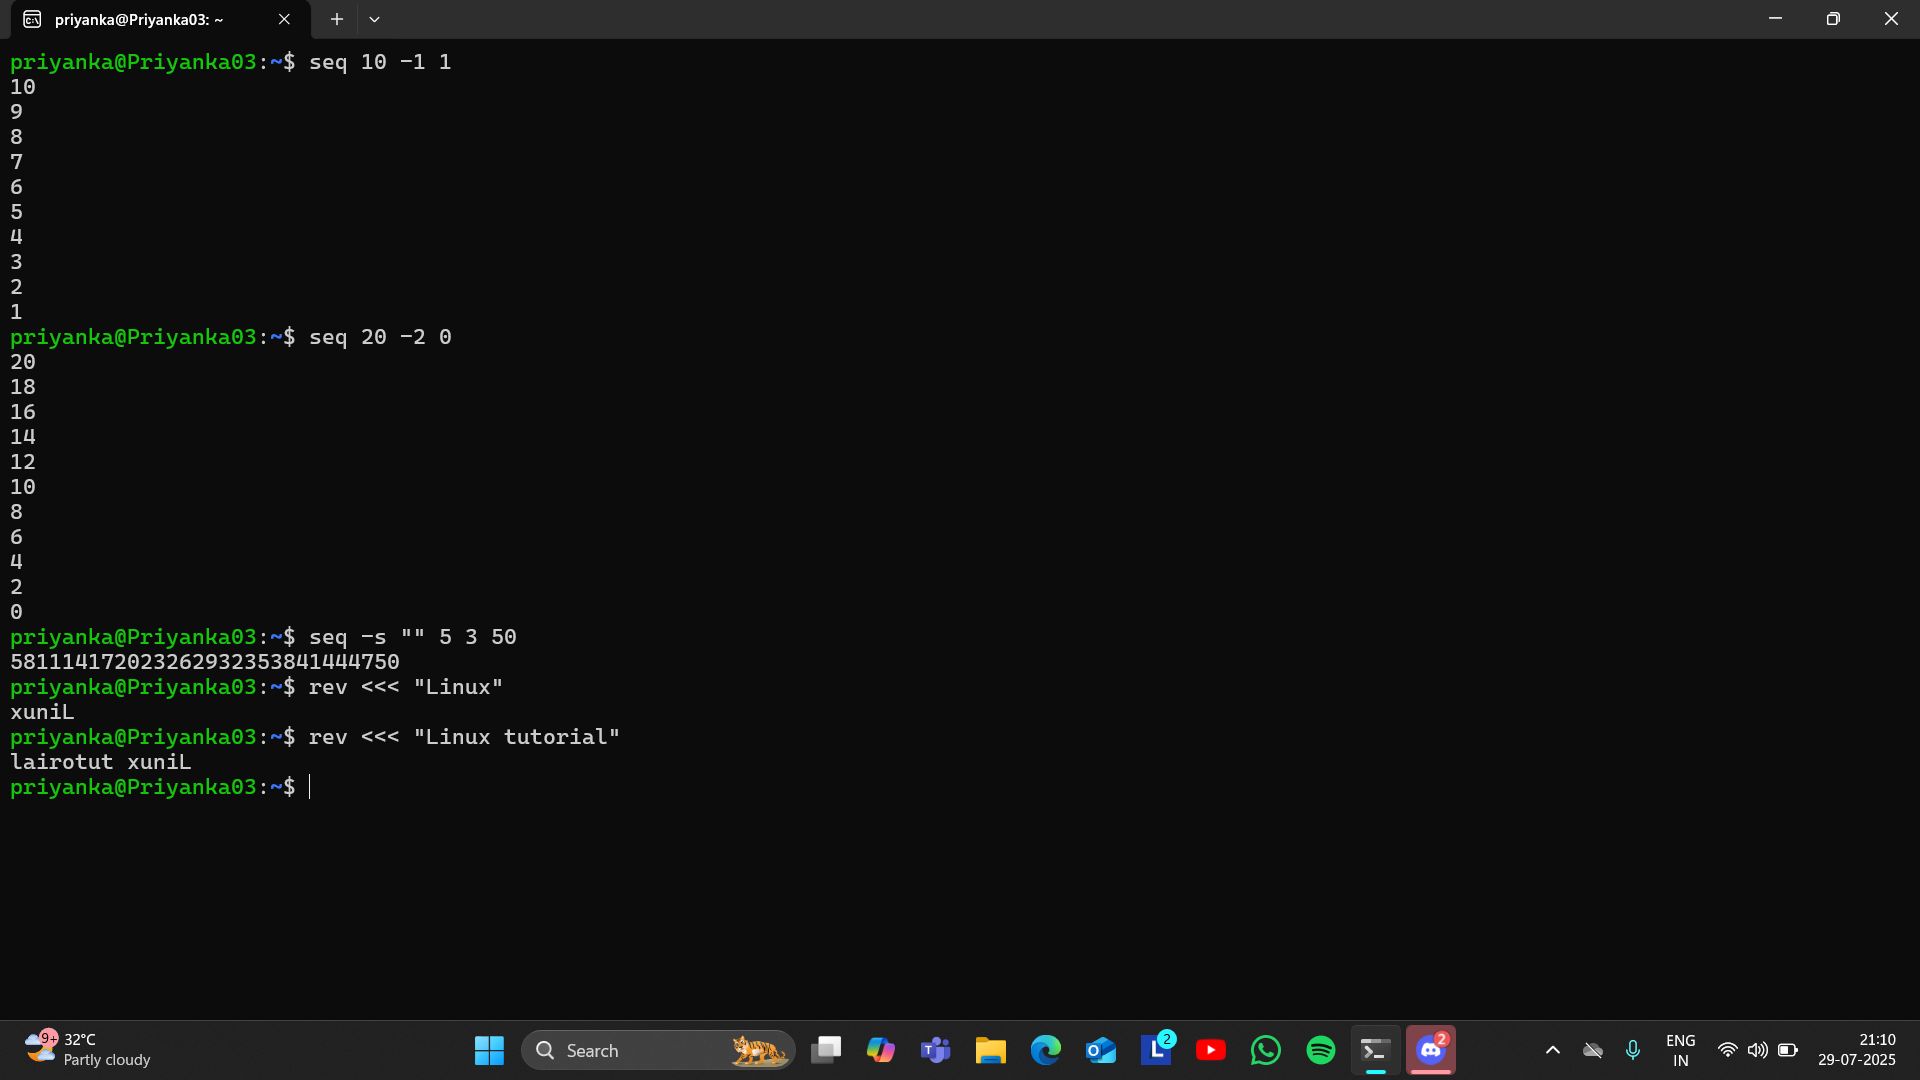 priyanka@Priyanka03: ~
priyanka@Priyanka03:~$ seq 10 -1 1
10
9
8
7
6
5
4
3
2
1
priyanka@Priyanka03:~$ seq 20 -2 0
20
18
16
14
12
10
8
6
4
2
0
priyanka@Priyanka03:~$ seq -s "" 5 3 50
5811141720232629323538414447​50
priyanka@Priyanka03:~$ rev <<< "Linux"
xuniL
priyanka@Priyanka03:~$ rev <<< "Linux tutorial"
lairotut xuniL
priyanka@Priyanka03:~$
9+ 32°C
Partly cloudy
Search
2
2
ENG
IN
21:10
29-07-2025